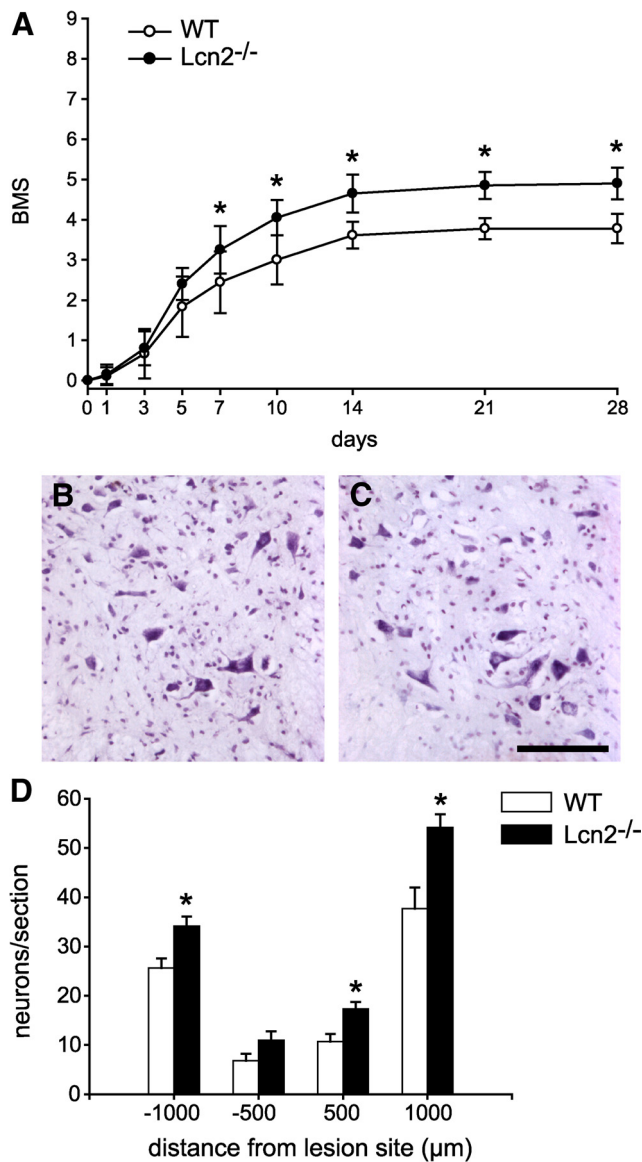 A
WT
Lcn2-/-
9
8
7
6
5
4
3
2
1
0
BMS
* * * * *
0 1 3 5 7 10 14 21 28
days
B C
D
WT
Lcn2-/-
60
50
40
30
20
10
0
neurons/section
* * *
-1000 -500 500 1000
distance from lesion site (µm)